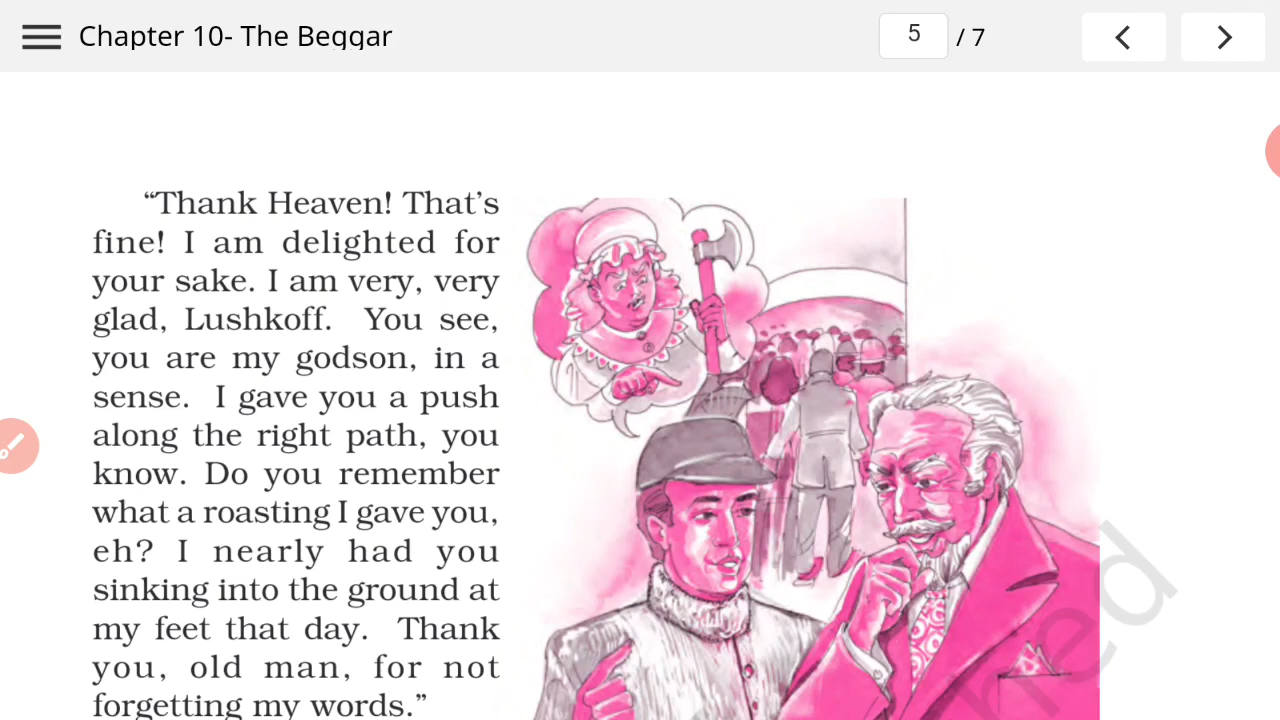 Chapter 10- The Beggar
5 / 7
“Thank Heaven! That’s
fine! I am delighted for
your sake. I am very, very
glad, Lushkoff. You see,
you are my godson, in a
sense. I gave you a push
along the right path, you
know. Do you remember
what a roasting I gave you,
eh? I nearly had you
sinking into the ground at
my feet that day. Thank
you, old man, for not
forgetting my words.”